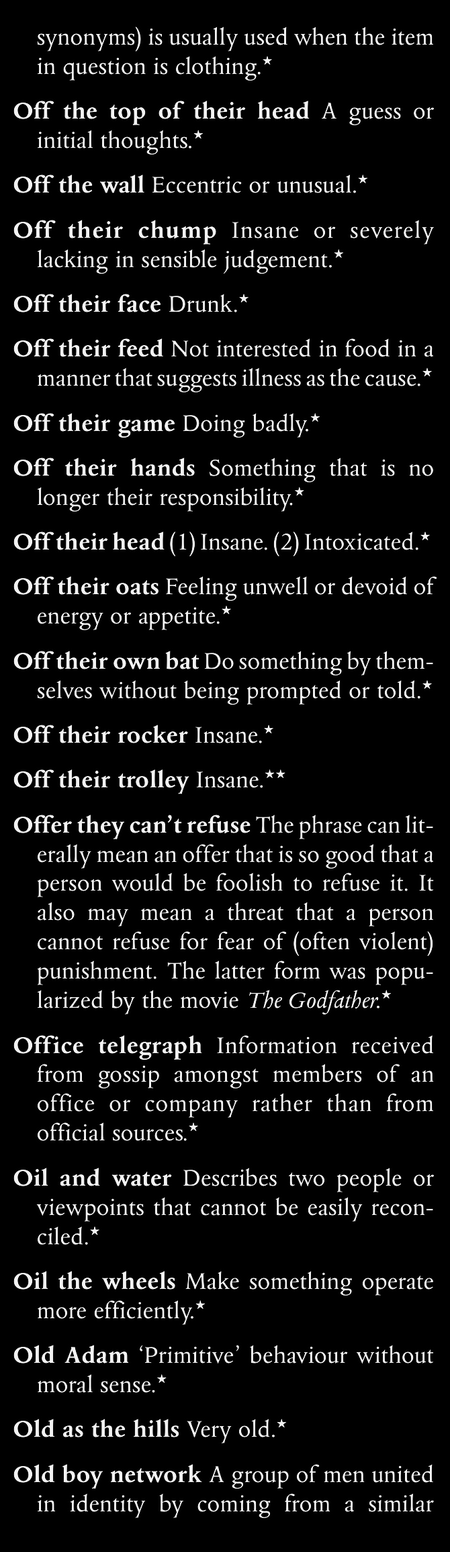 synonyms) is usually used when the item
in question is clothing.★
Off the top of their head A guess or
initial thoughts.★
Off the wall Eccentric or unusual.★
Off their chump Insane or severely
lacking in sensible judgement.★
Off their face Drunk.★
Off their feed Not interested in food in a
manner that suggests illness as the cause.★
Off their game Doing badly.★
Off their hands Something that is no
longer their responsibility.★
Off their head (1) Insane. (2) Intoxicated.★
Off their oats Feeling unwell or devoid of
energy or appetite.★
Off their own bat Do something by them-
selves without being prompted or told.★
Off their rocker Insane.★
Off their trolley Insane.★★
Offer they can’t refuse The phrase can lit-
erally mean an offer that is so good that a
person would be foolish to refuse it. It
also may mean a threat that a person
cannot refuse for fear of (often violent)
punishment. The latter form was popu-
larized by the movie The Godfather.★
Office telegraph Information received
from gossip amongst members of an
office or company rather than from
official sources.★
Oil and water Describes two people or
viewpoints that cannot be easily recon-
ciled.★
Oil the wheels Make something operate
more efficiently.★
Old Adam ‘Primitive’ behaviour without
moral sense.★
Old as the hills Very old.★
Old boy network A group of men united
in identity by coming from a similar